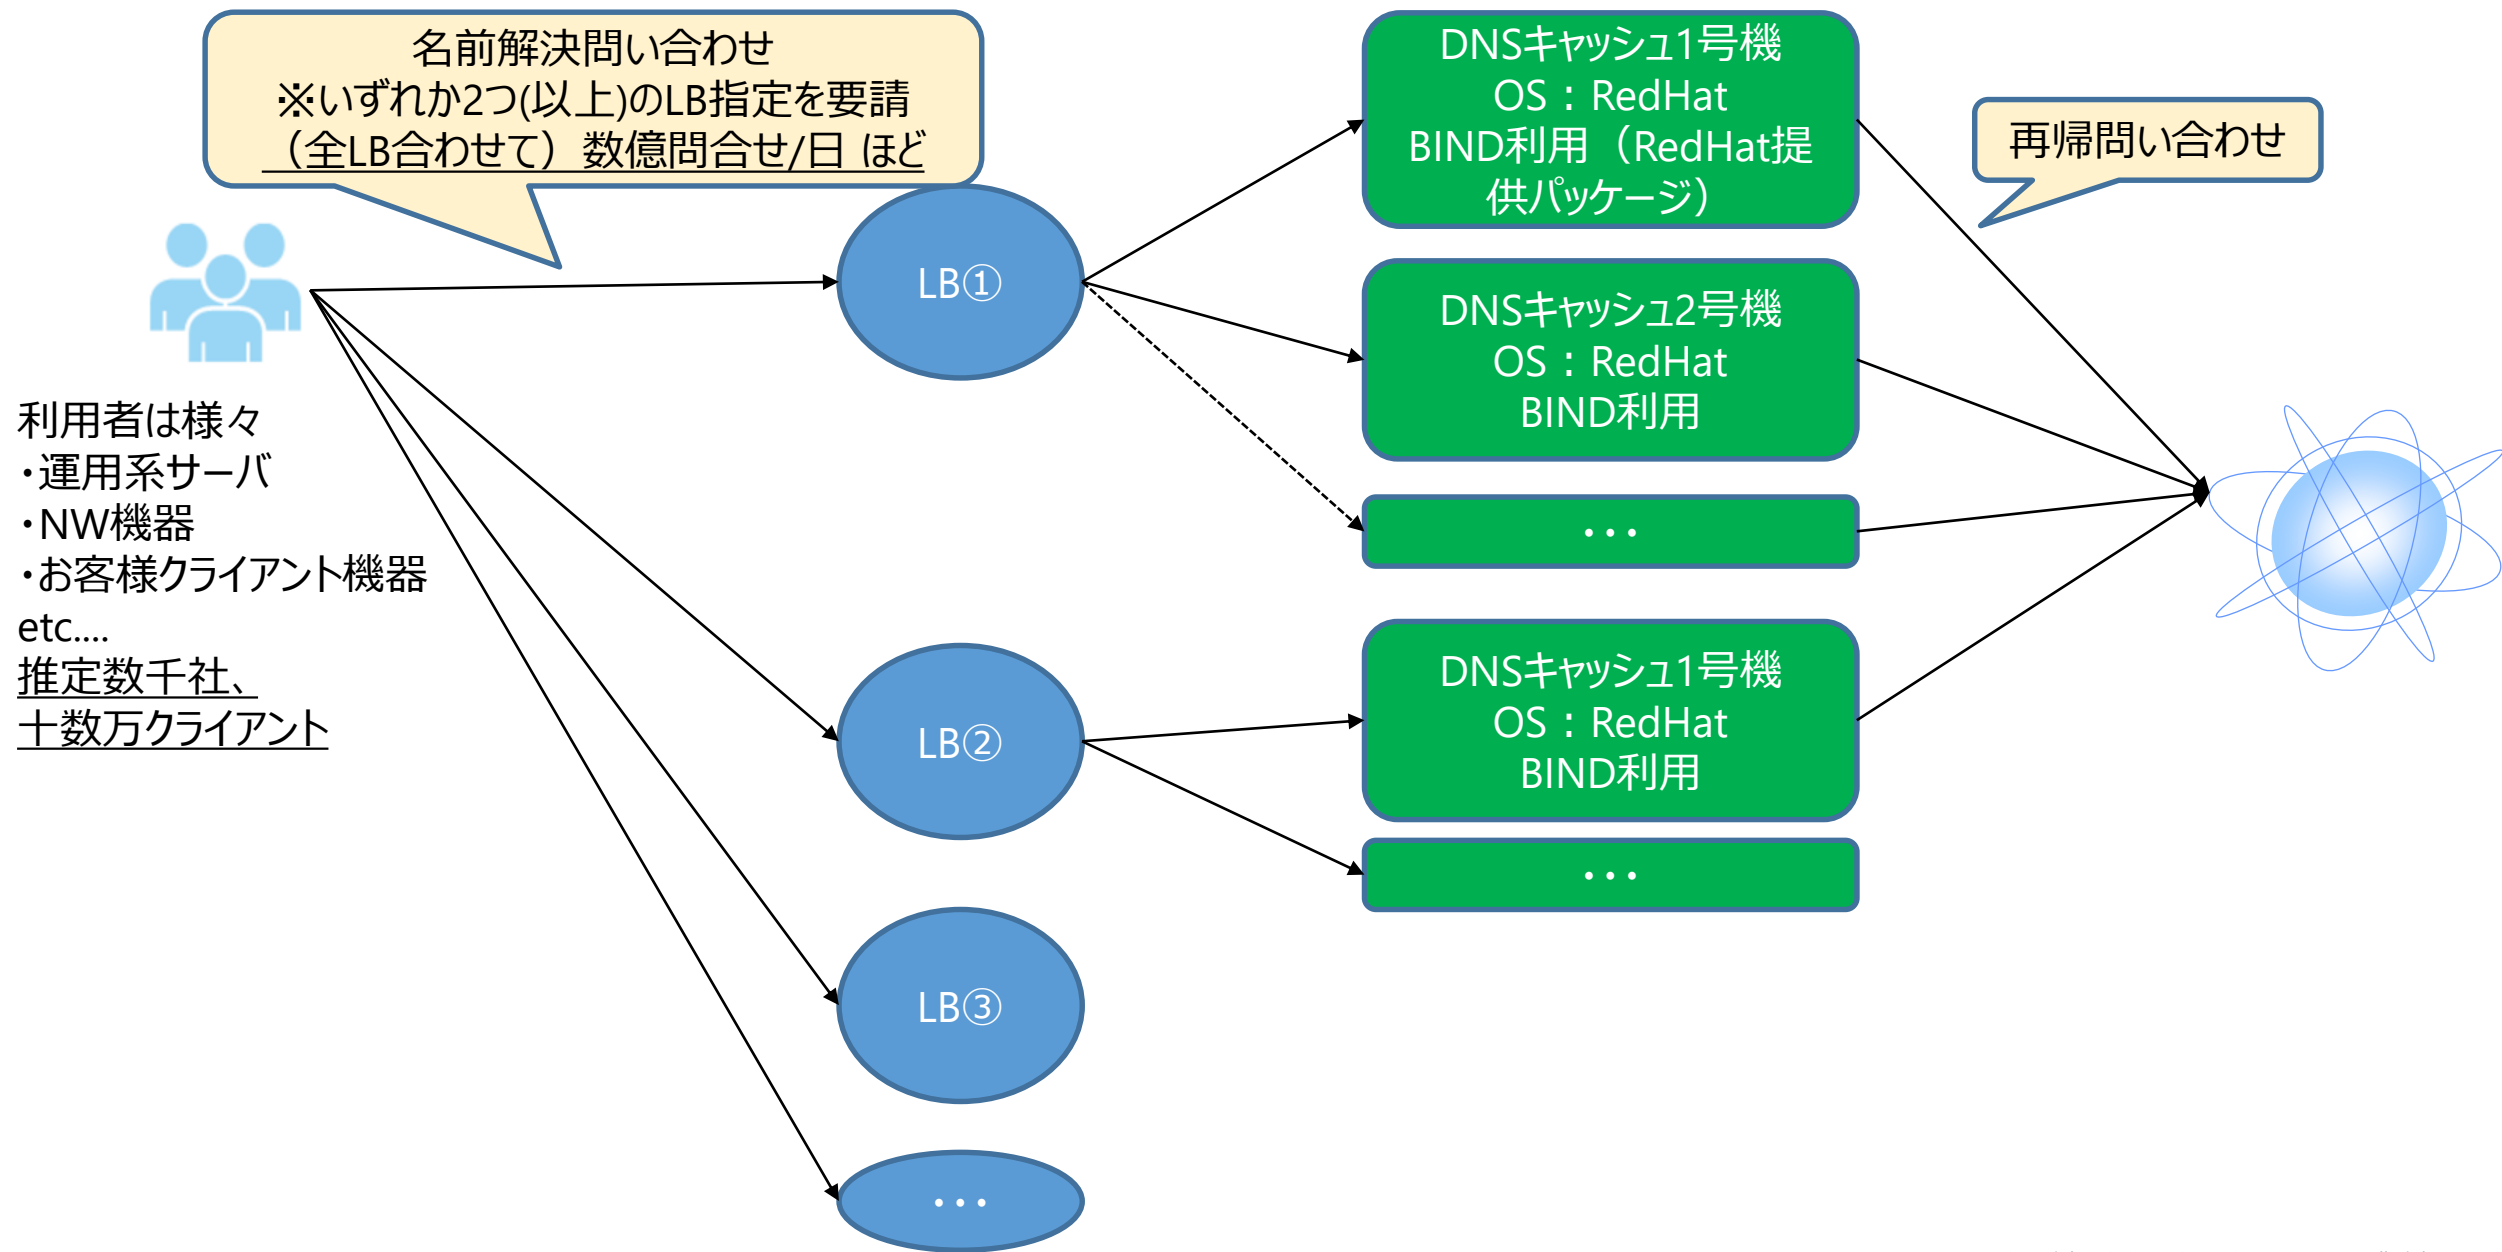 名前解決問い合わせ
※いずれか2つ(以上)のLB指定を要請
（全LB合わせて）数億問合せ/日 ほど
利用者は様々
・運用系サーバ
・NW機器
・お客様クライアント機器
etc....
推定数千社、
十数万クライアント
LB①
LB②
LB③
・・・
DNSキャッシュ1号機
OS：RedHat
BIND利用（RedHat提
供パッケージ）
DNSキャッシュ2号機
OS：RedHat
BIND利用
・・・
DNSキャッシュ1号機
OS：RedHat
BIND利用
・・・
再帰問い合わせ